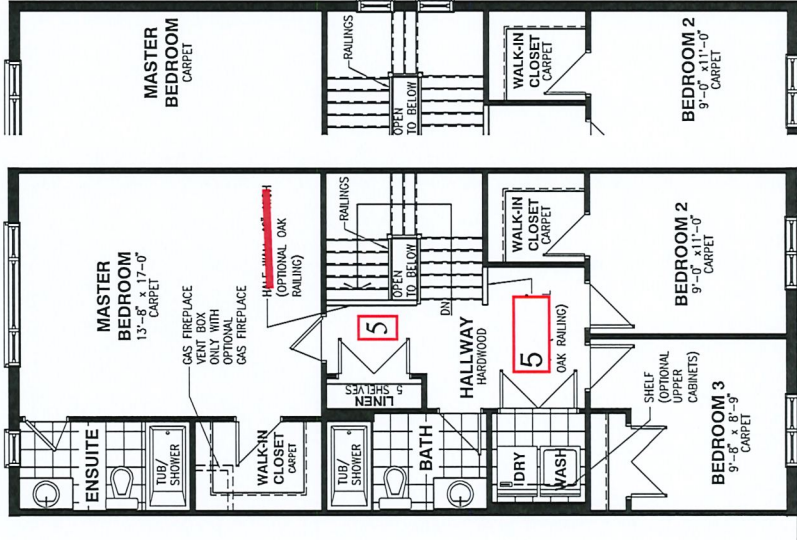 MASTER
BEDROOM
CARPET
RAILINGS
OPEN
TO BELOW
WALK-IN
CLOSET
CARPET
BEDROOM 2
9'-0" x11'-0"
CARPET
MASTER
BEDROOM
13'-8" x 17'-0"
CARPET
GAS FIREPLACE
VENT BOX
ONLY WITH
OPTIONAL
GAS FIREPLACE
(OPTIONAL OAK
RAILING)
RAILINGS
OPEN
TO BELOW
DN
WALK-IN
CLOSET
CARPET
BEDROOM 2
9'-0" x11'-0"
CARPET
5
5
OAK RAILING)
HALLWAY
HARDWOOD
LINEN
5 SHELVES
SHELF
(OPTIONAL
UPPER
CABINETS)
ENSUITE
TUB/
SHOWER
WALK-IN
CLOSET
CARPET
TUB/
SHOWER
BATH
DRY
WASH
BEDROOM 3
9'-8" x 8'-9"
CARPET